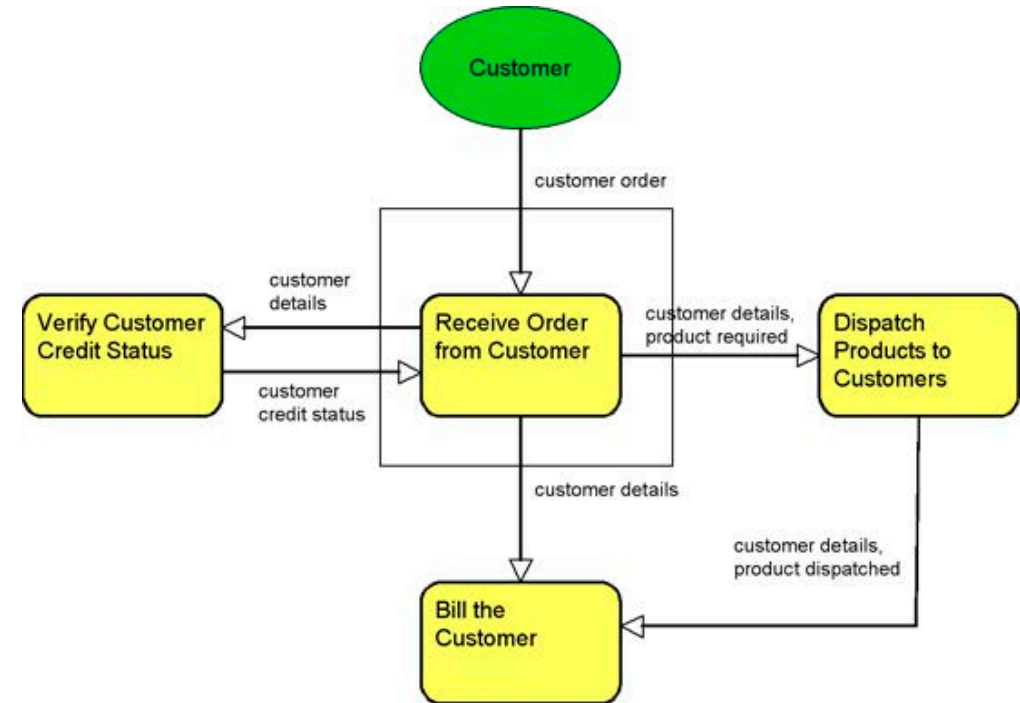 Customer
customer order
customer
details
Verify Customer
Credit Status
Receive Order
from Customer
customer details,
product required
Dispatch
Products to
Customers
customer
credit status
customer details
customer details,
product dispatched
Bill the
Customer